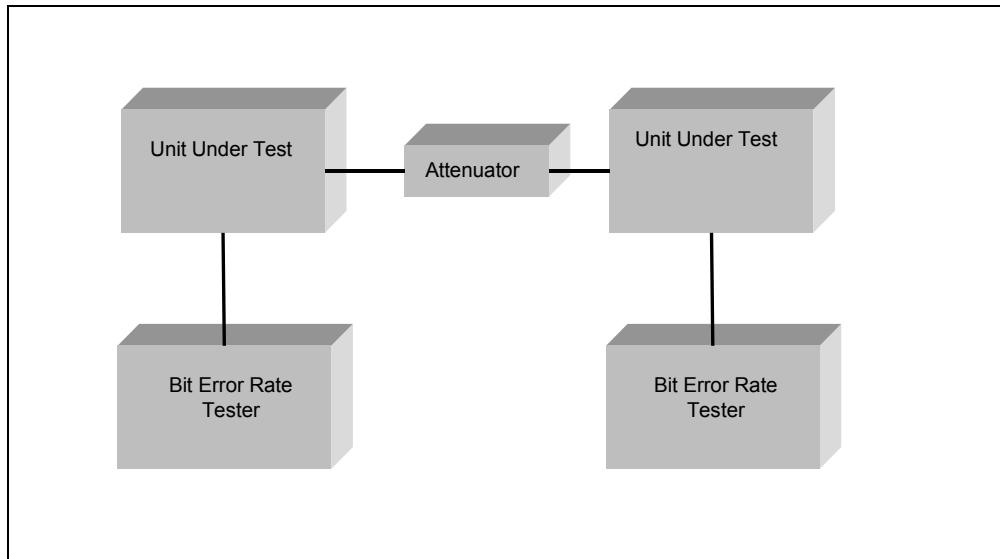 Unit Under Test
Attenuator
Unit Under Test
Bit Error Rate
Tester
Bit Error Rate
Tester